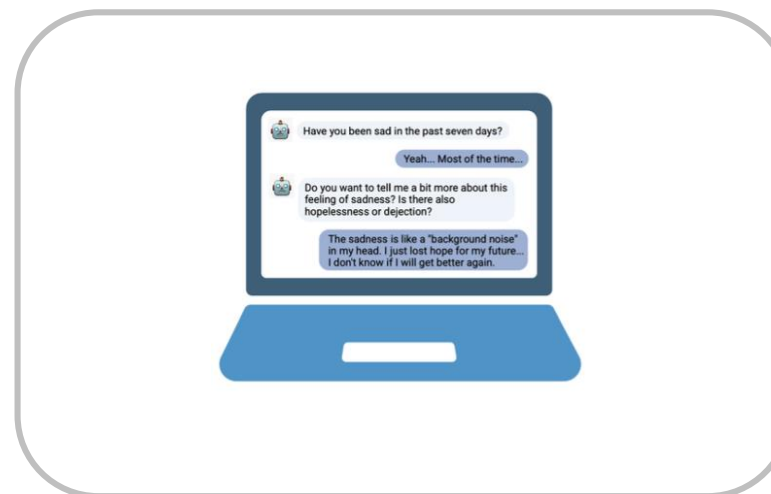 Have you been sad in the past seven days?
Yeah... Most of the time...
Do you want to tell me a bit more about this
feeling of sadness? Is there also
hopelessness or dejection?
The sadness is like a "background noise"
in my head. I just lost hope for my future...
I don't know if I will get better again.